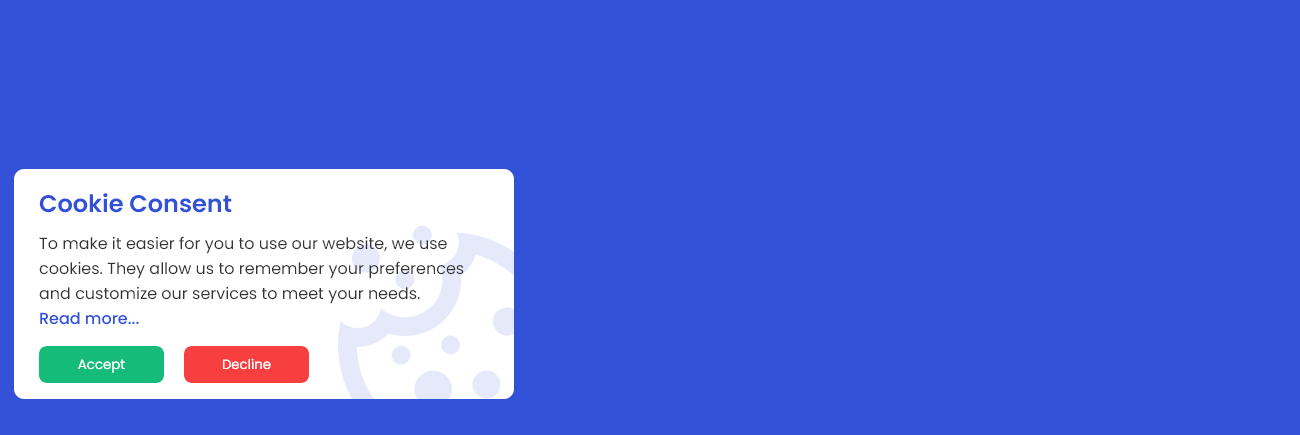 Cookie Consent
To make it easier for you to use our website, we use
cookies. They allow us to remember your preferences
and customize our services to meet your needs.
Read more...
Accept
Decline